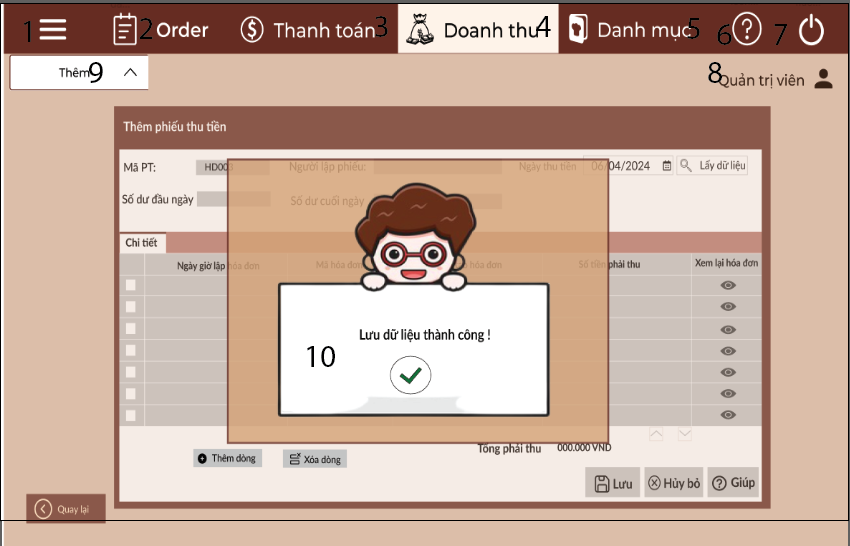 1 2 Order Thanh toán 3 Doanh thu 4 Danh mục 5 6 ? 7
Thêm 9 8 Quản trị viên
Thêm phiếu thu tiền
Mã PT: HD003 Người lập phiếu: Ngày thu tiền 06/04/2024 Lấy dữ liệu
Số dư đầu ngày Số dư cuối ngày
Chi tiết
Ngày giờ lập hóa đơn Mã hóa đơn hóa đơn Số tiền phải thu Xem lại hóa đơn
Lưu dữ liệu thành công !
10
Tổng phải thu 000.000 VND
Thêm dòng Xóa dòng
Lưu Hủy bỏ ? Giúp
Quay lại